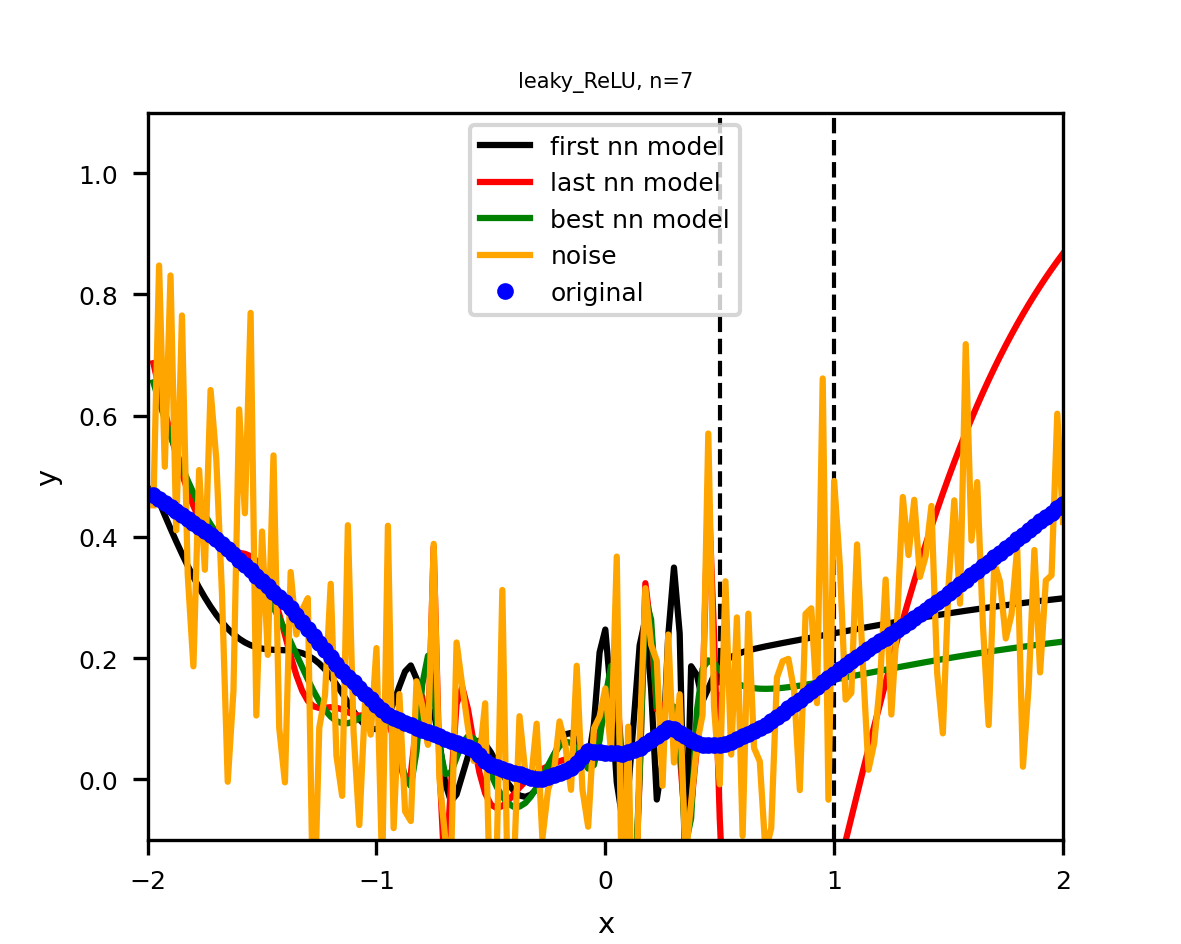 leaky_ReLU, n=7
first nn model
last nn model
best nn model
noise
original
1.0
0.8
0.6
0.4
0.2
0.0
y
−2
−1
0
1
2
x